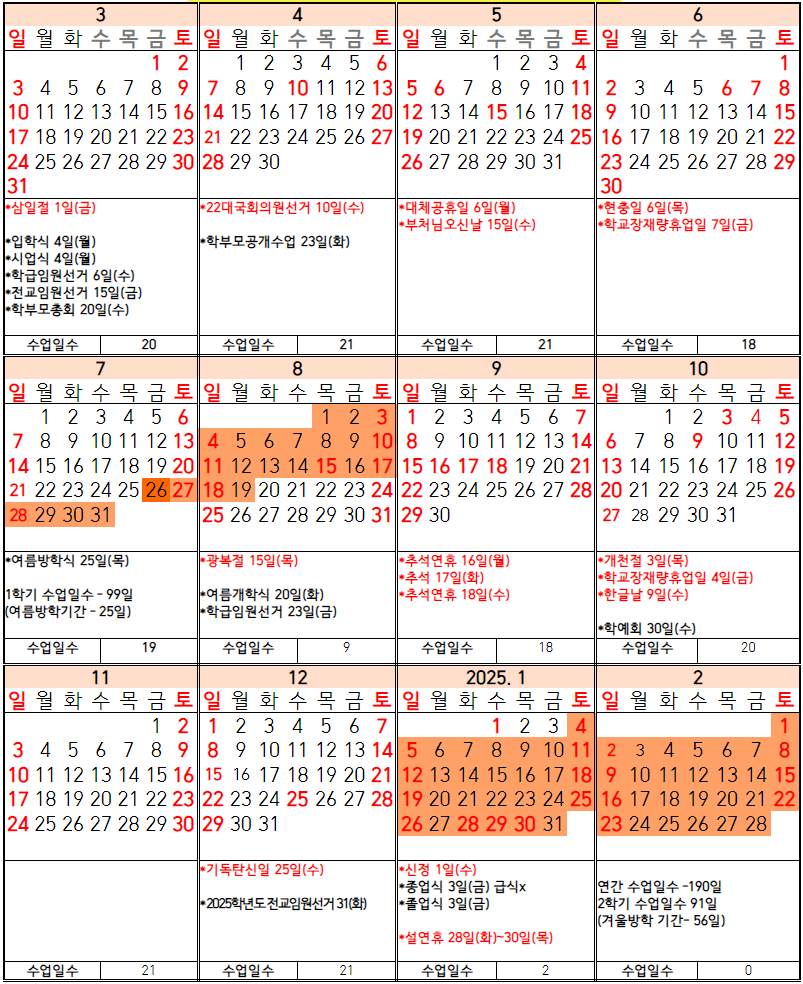 3 4 5 6
일 월 화 수 목 금 토 일 월 화 수 목 금 토 일 월 화 수 목 금 토 일 월 화 수 목 금 토
1 2 1 2 3 4 5 6 1 2 3 4 1
3 4 5 6 7 8 9 7 8 9 10 11 12 13 5 6 7 8 9 10 11 2 3 4 5 6 7 8
10 11 12 13 14 15 16 14 15 16 17 18 19 20 12 13 14 15 16 17 18 9 10 11 12 13 14 15
17 18 19 20 21 22 23 21 22 23 24 25 26 27 19 20 21 22 23 24 25 16 17 18 19 20 21 22
24 25 26 27 28 29 30 28 29 30 26 27 28 29 30 31 23 24 25 26 27 28 29
31 30
*삼일절 1일(금) *22대국회의원선거 10일(수) *대체공휴일 6일(월) *현충일 6일(목)
*부처님오신날 15일(수) *학교장재량휴업일 7일(금)
*입학식 4일(월) *학부모공개수업 23일(화)
*시업식 4일(월)
*학급임원선거 6일(수)
*전교임원선거 15일(금)
*학부모총회 20일(수)
수업일수 20 수업일수 21 수업일수 21 수업일수 18
7 8 9 10
일 월 화 수 목 금 토 일 월 화 수 목 금 토 일 월 화 수 목 금 토 일 월 화 수 목 금 토
1 2 3 4 5 6 1 2 3 1 2 3 4 5 6 7 1 2 3 4 5
7 8 9 10 11 12 13 4 5 6 7 8 9 10 8 9 10 11 12 13 14 6 7 8 9 10 11 12
14 15 16 17 18 19 20 11 12 13 14 15 16 17 15 16 17 18 19 20 21 13 14 15 16 17 18 19
21 22 23 24 25 26 27 18 19 20 21 22 23 24 22 23 24 25 26 27 28 20 21 22 23 24 25 26
28 29 30 31 25 26 27 28 29 30 31 29 30 27 28 29 30 31
*여름방학식 25일(목) *광복절 15일(목) *추석연휴 16일(월) *개천절 3일(목)
*추석 17일(화) *학교장재량휴업일 4일(금)
1학기 수업일수 - 99일 *여름개학식 20일(화) *추석연휴 18일(수) *한글날 9일(수)
(여름방학기간 - 25일) *학급임원선거 23일(금)
*학예회 30일(수)
수업일수 19 수업일수 9 수업일수 18 수업일수 20
11 12 2025. 1 2
일 월 화 수 목 금 토 일 월 화 수 목 금 토 일 월 화 수 목 금 토 일 월 화 수 목 금 토
1 2 1 2 3 4 5 6 7 1 2 3 4 1
3 4 5 6 7 8 9 8 9 10 11 12 13 14 5 6 7 8 9 10 11 2 3 4 5 6 7 8
10 11 12 13 14 15 16 15 16 17 18 19 20 21 12 13 14 15 16 17 18 9 10 11 12 13 14 15
17 18 19 20 21 22 23 22 23 24 25 26 27 28 19 20 21 22 23 24 25 16 17 18 19 20 21 22
24 25 26 27 28 29 30 29 30 31 26 27 28 29 30 31 23 24 25 26 27 28
*기독탄신일 25일(수) *신정 1일(수)
*종업식 3일(금) 급식x 연간 수업일수 -190일
*2025학년도 전교임원선거 31(화) *졸업식 3일(금) 2학기 수업일수 91일
(겨울방학 기간- 56일)
*설연휴 28일(화)~30일(목)
수업일수 21 수업일수 21 수업일수 2 수업일수 0